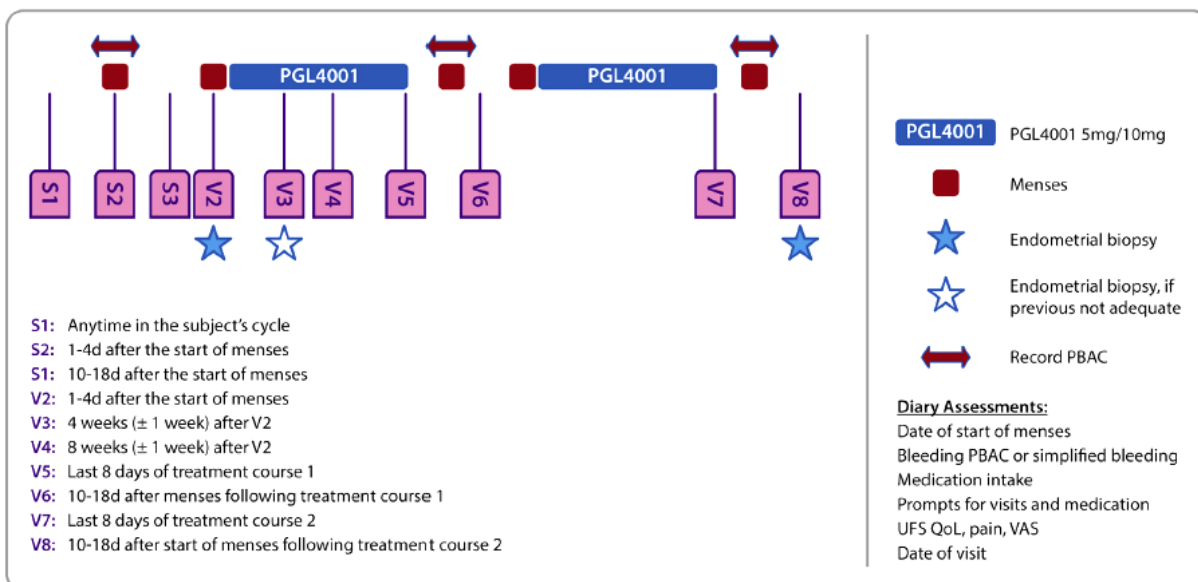 PGL4001
PGL4001
S1
S2
S3
V2
V3
V4
V5
V6
V7
V8
S1: Anytime in the subject's cycle
S2: 1-4d after the start of menses
S1: 10-18d after the start of menses
V2: 1-4d after the start of menses
V3: 4 weeks (± 1 week) after V2
V4: 8 weeks (± 1 week) after V2
V5: Last 8 days of treatment course 1
V6: 10-18d after menses following treatment course 1
V7: Last 8 days of treatment course 2
V8: 10-18d after start of menses following treatment course 2
PGL4001 PGL4001 5mg/10mg
Menses
Endometrial biopsy
Endometrial biopsy, if
previous not adequate
Record PBAC
Diary Assessments:
Date of start of menses
Bleeding PBAC or simplified bleeding
Medication intake
Prompts for visits and medication
UFS QoL, pain, VAS
Date of visit